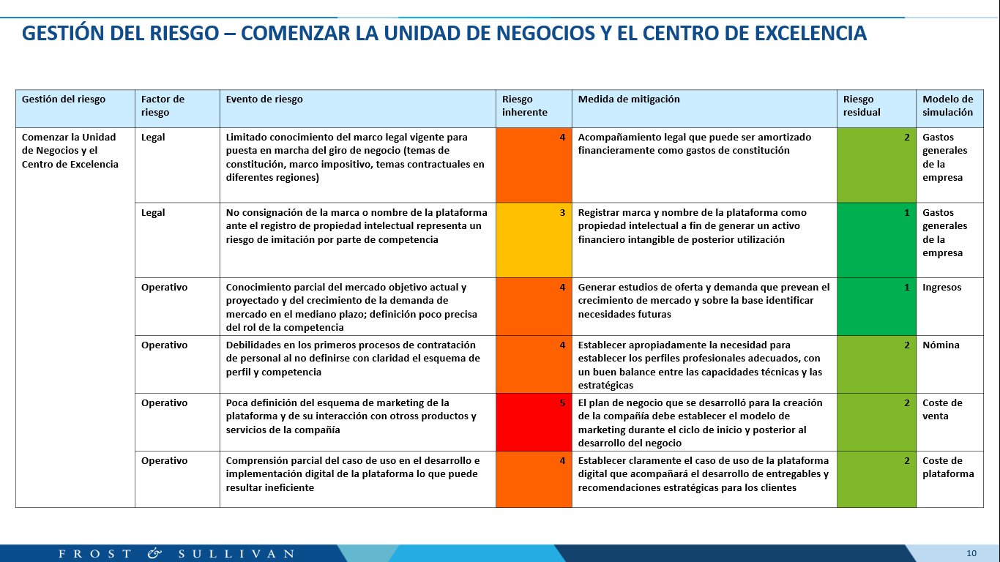 GESTIÓN DEL RIESGO – COMENZAR LA UNIDAD DE NEGOCIOS Y EL CENTRO DE EXCELENCIA
Gestión del riesgo
Factor de
riesgo
Evento de riesgo
Riesgo
inherente
Medida de mitigación
Riesgo
residual
Modelo de
simulación
Comenzar la Unidad
de Negocios y el
Centro de Excelencia
Legal
Limitado conocimiento del marco legal vigente para
puesta en marcha del giro de negocio (temas de
constitución, marco impositivo, temas contractuales en
diferentes regiones)
4
Acompañamiento legal que puede ser amortizado
financieramente como gastos de constitución
2
Gastos
generales
de la
empresa
Legal
No consignación de la marca o nombre de la plataforma
ante el registro de propiedad intelectual representa un
riesgo de imitación por parte de competencia
3
Registrar marca y nombre de la plataforma como
propiedad intelectual a fin de generar un activo
financiero intangible de posterior utilización
1
Gastos
generales
de la
empresa
Operativo
Conocimiento parcial del mercado objetivo actual y
proyectado y del crecimiento de la demanda de
mercado en el mediano plazo; definición poco precisa
del rol de la competencia
4
Generar estudios de oferta y demanda que prevean el
crecimiento de mercado y sobre la base identificar
necesidades futuras
1
Ingresos
Operativo
Debilidades en los primeros procesos de contratación
de personal al no definirse con claridad el esquema de
perfil y competencia
4
Establecer apropiadamente la necesidad para
establecer los perfiles profesionales adecuados, con
un buen balance entre las capacidades técnicas y las
estratégicas
2
Nómina
Operativo
Poca definición del esquema de marketing de la
plataforma y de su interacción con otross productos y
servicios de la compañía
5
El plan de negocio que se desarrolló para la creación
de la compañía debe establecer el modelo de
marketing durante el ciclo de inicio y posterior al
desarrollo del negocio
2
Coste de
venta
Operativo
Comprensión parcial del caso de uso en el desarrollo e
implementación digital de la plataforma lo que puede
resultar ineficiente
4
Establecer claramente el caso de uso de la plataforma
digital que acompañará el desarrollo de entregables y
recomendaciones estratégicas para los clientes
2
Coste de
plataforma
FROST & SULLIVAN
10